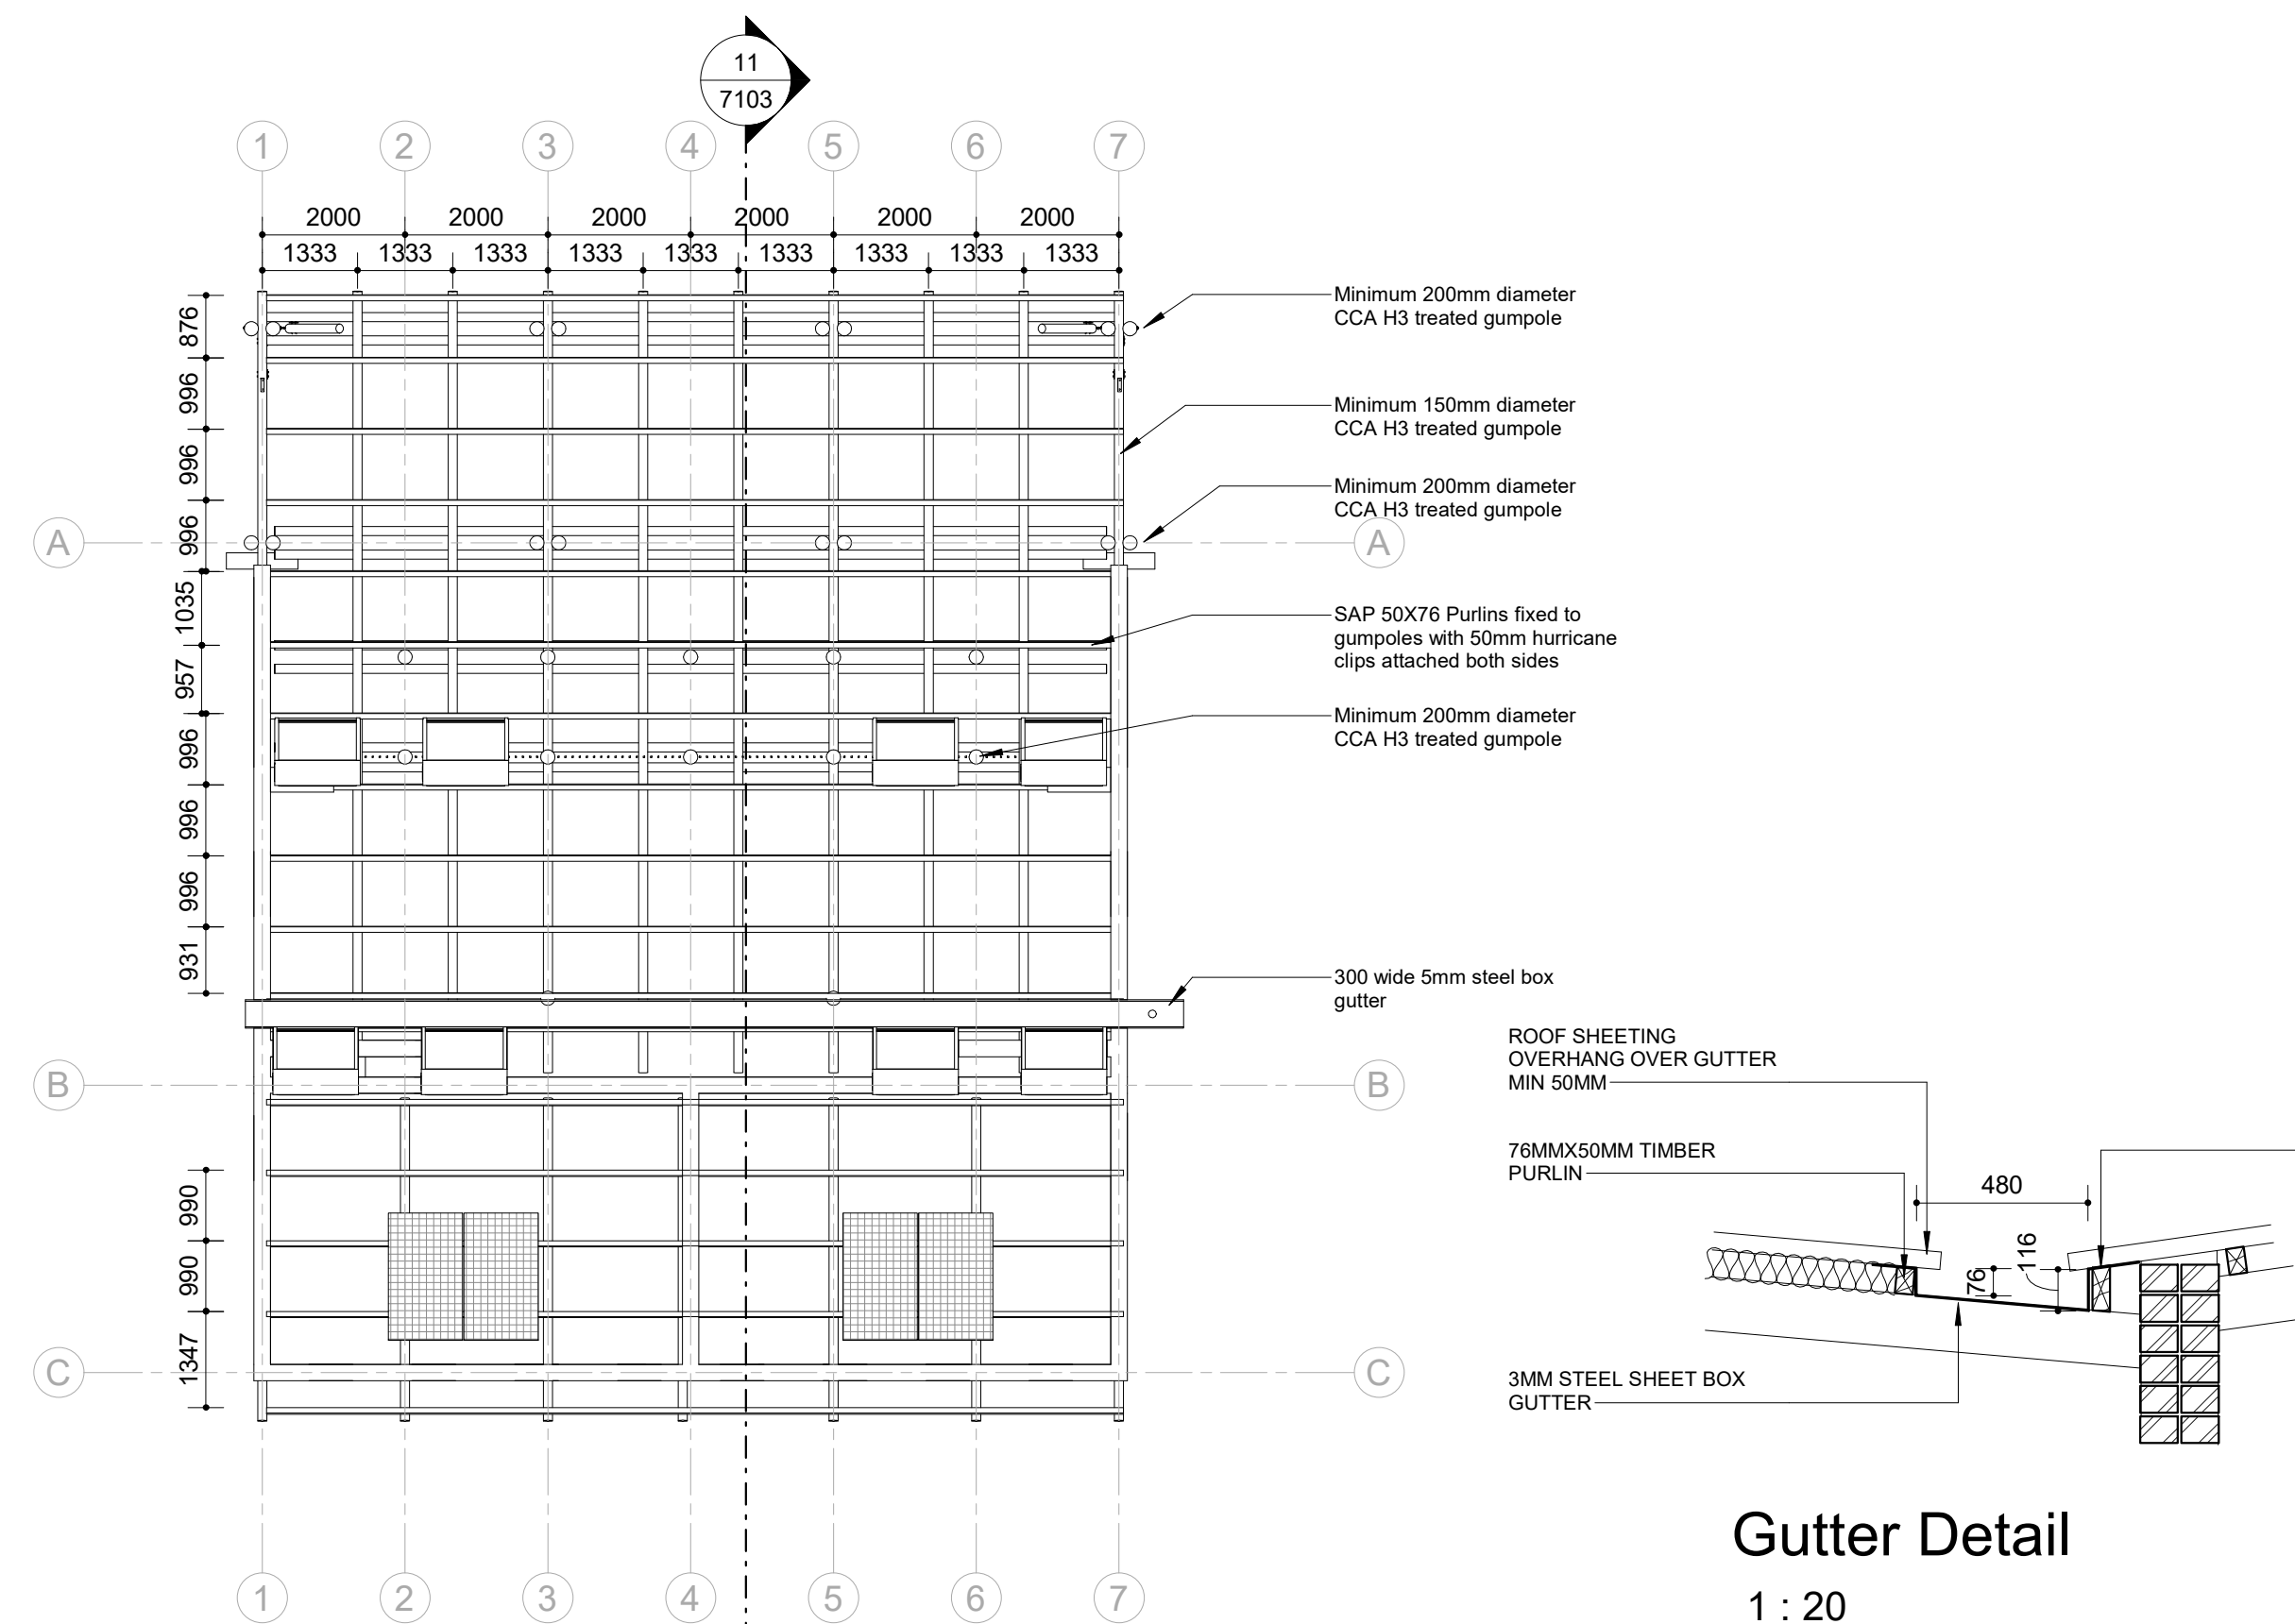 11
7103
1 2 3 4 5 6 7
2000 2000 2000 2000 2000 2000
1333 1333 1333 1333 1333 1333 1333 1333 1333
876
996
996
996
1035
957
996
996
996
931
990
990
1347
Minimum 200mm diameter
CCA H3 treated gumpole
Minimum 150mm diameter
CCA H3 treated gumpole
Minimum 200mm diameter
CCA H3 treated gumpole
A A
SAP 50X76 Purlins fixed to
gumpoles with 50mm hurricane
clips attached both sides
Minimum 200mm diameter
CCA H3 treated gumpole
300 wide 5mm steel box
gutter
B B
C C
1 2 3 4 5 6 7
ROOF SHEETING
OVERHANG OVER GUTTER
MIN 50MM
76MMX50MM TIMBER
PURLIN
480
116
76
3MM STEEL SHEET BOX
GUTTER
Gutter Detail
1 : 20